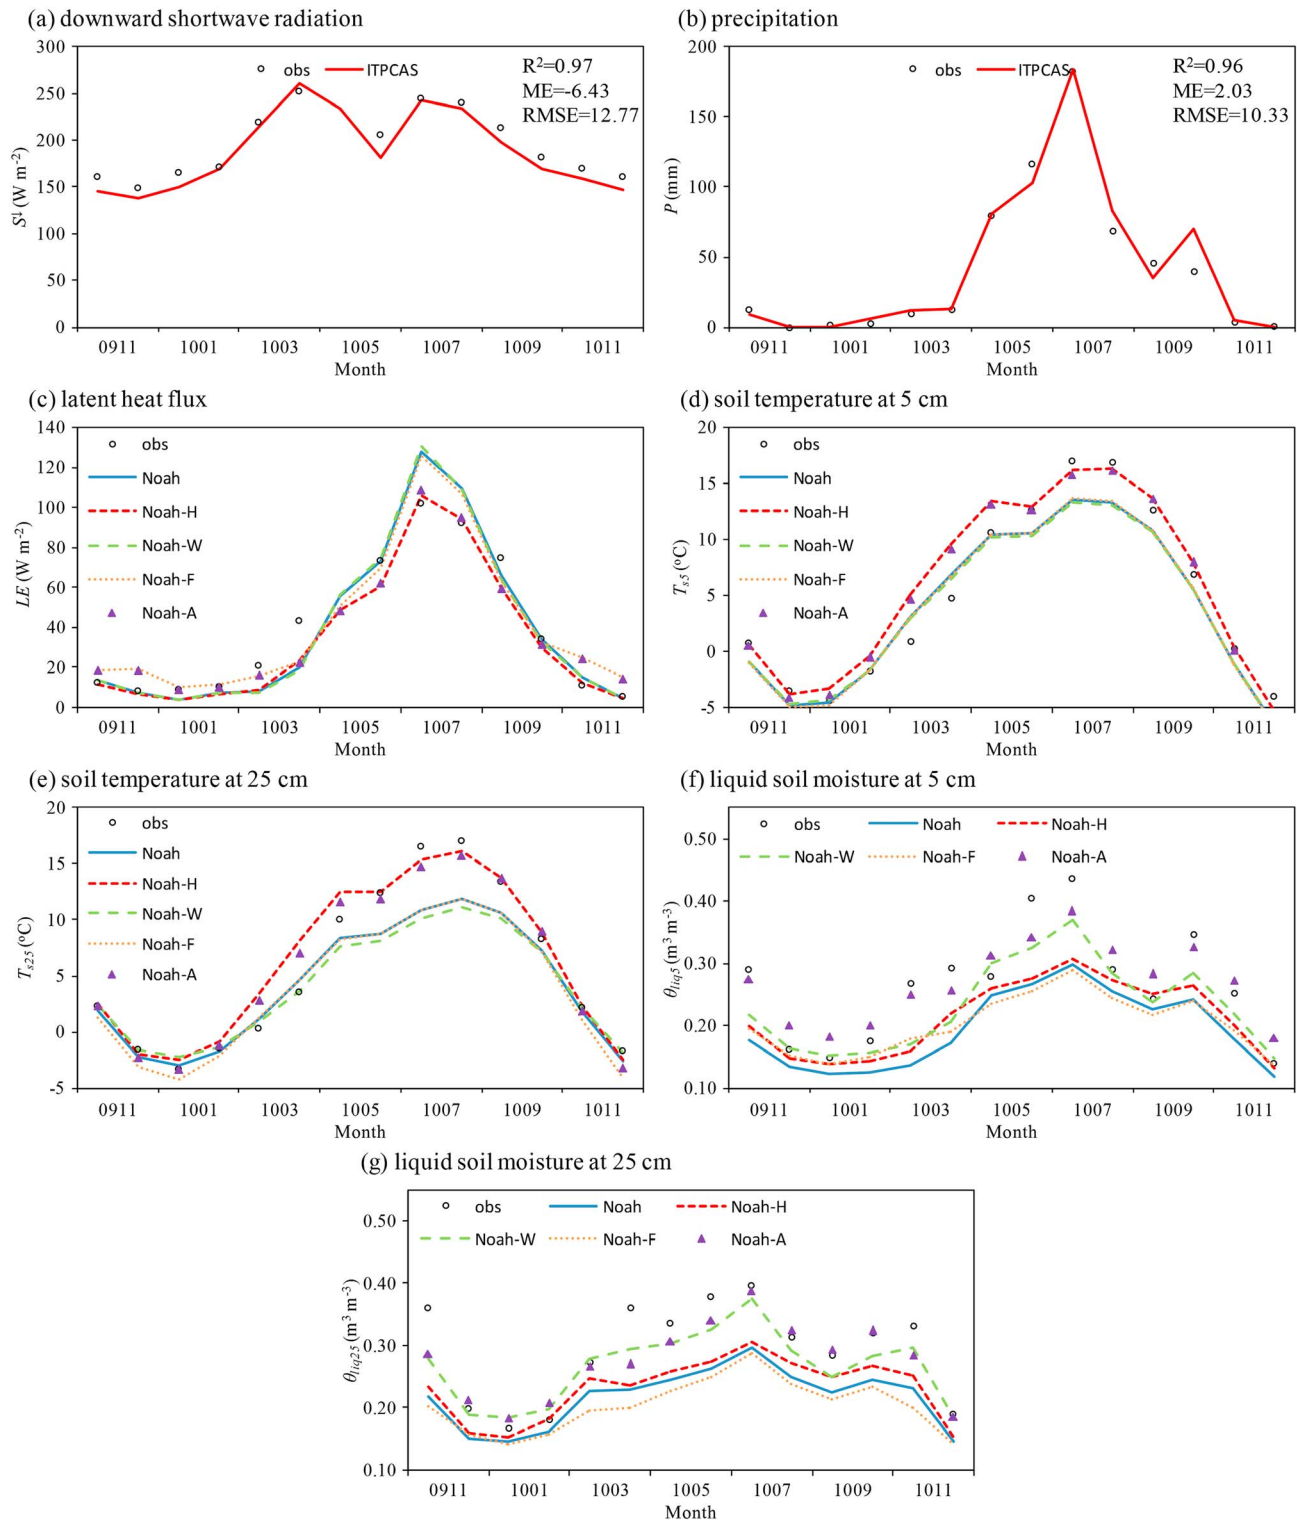 (a) downward shortwave radiation
300
250
200
150
100
50
0
S↓ (W m⁻²)
obs
ITPCAS
R²=0.97
ME=-6.43
RMSE=12.77
0911 1001 1003 1005 1007 1009 1011
Month
(b) precipitation
200
150
100
50
0
P (mm)
obs
ITPCAS
R²=0.96
ME=2.03
RMSE=10.33
0911 1001 1003 1005 1007 1009 1011
Month
(c) latent heat flux
140
120
100
80
60
40
20
0
LE (W m⁻²)
obs
Noah
Noah-H
Noah-W
Noah-F
Noah-A
0911 1001 1003 1005 1007 1009 1011
Month
(d) soil temperature at 5 cm
20
15
10
5
0
-5
Ts5 (°C)
obs
Noah
Noah-H
Noah-W
Noah-F
Noah-A
0911 1001 1003 1005 1007 1009 1011
Month
(e) soil temperature at 25 cm
20
15
10
5
0
-5
Ts25 (°C)
obs
Noah
Noah-H
Noah-W
Noah-F
Noah-A
0911 1001 1003 1005 1007 1009 1011
Month
(f) liquid soil moisture at 5 cm
0.50
0.40
0.30
0.20
0.10
θliq5 (m³ m⁻³)
obs Noah Noah-H
Noah-W Noah-F Noah-A
0911 1001 1003 1005 1007 1009 1011
Month
(g) liquid soil moisture at 25 cm
0.50
0.40
0.30
0.20
0.10
θliq25 (m³ m⁻³)
obs Noah Noah-H
Noah-W Noah-F Noah-A
0911 1001 1003 1005 1007 1009 1011
Month